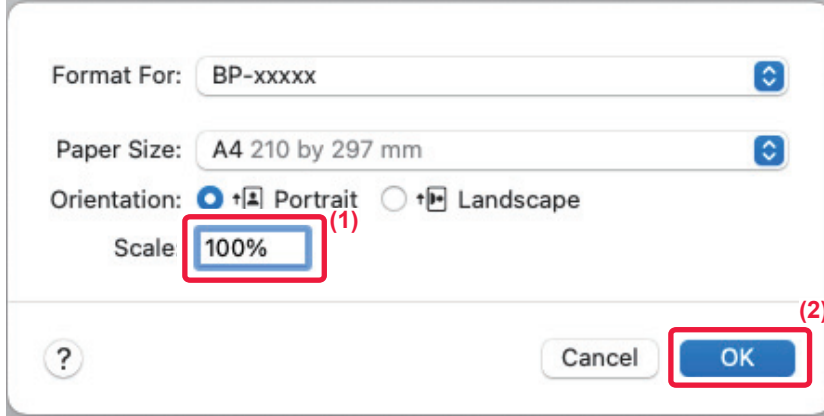 Format For: BP-xxxxx
Paper Size: A4 210 by 297 mm
Orientation: Portrait Landscape
(1)
Scale 100%
(2)
? Cancel OK